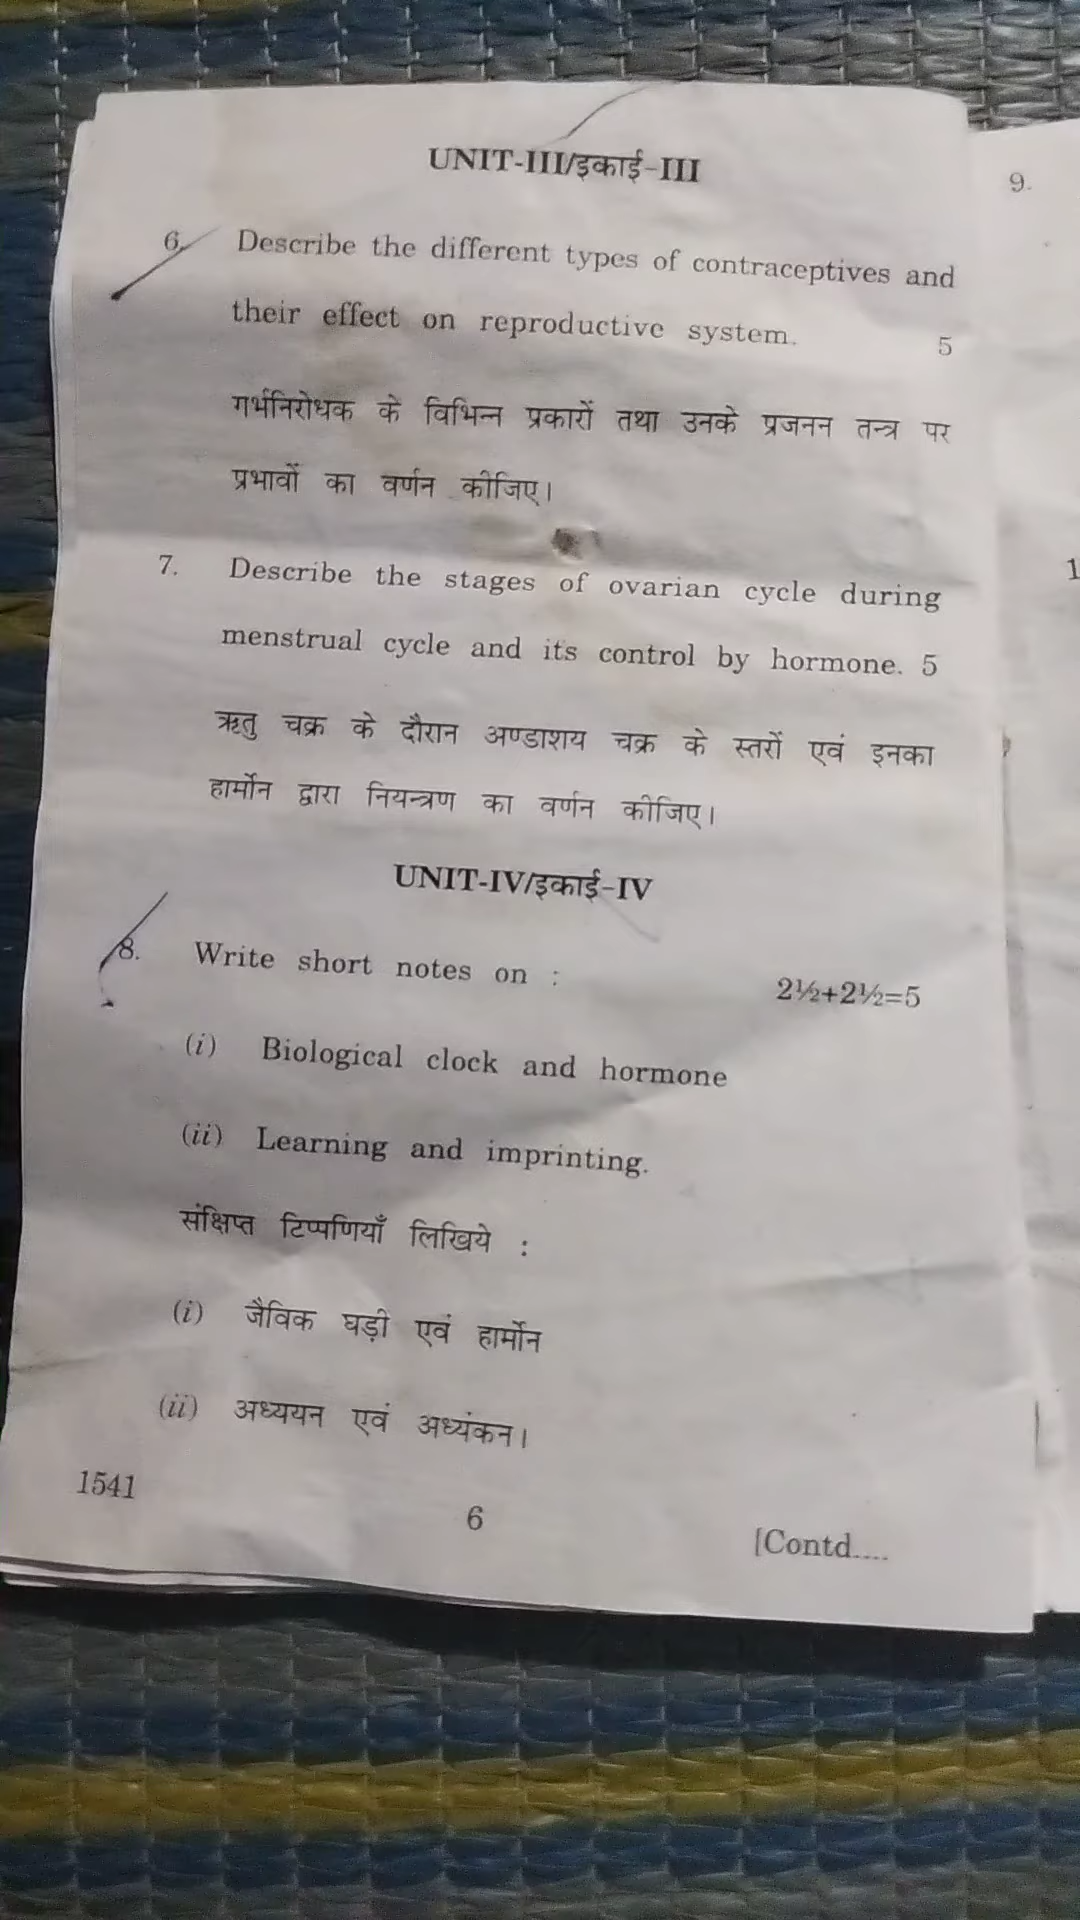 UNIT-III/इकाई-III
6. Describe the different types of contraceptives and
their effect on reproductive system. 5
गर्भनिरोधक के विभिन्न प्रकारों तथा उनके प्रजनन तन्त्र पर
प्रभावों का वर्णन कीजिए।
7. Describe the stages of ovarian cycle during
menstrual cycle and its control by hormone. 5
ऋतु चक्र के दौरान अण्डाशय चक्र के स्तरों एवं इनका
हार्मोन द्वारा नियन्त्रण का वर्णन कीजिए।
UNIT-IV/इकाई-IV
8. Write short notes on : 2½+2½=5
(i) Biological clock and hormone
(ii) Learning and imprinting.
संक्षिप्त टिप्पणियाँ लिखिये :
(i) जैविक घड़ी एवं हार्मोन
(ii) अध्ययन एवं अध्यंकन।
1541
6
[Contd....
9.
1